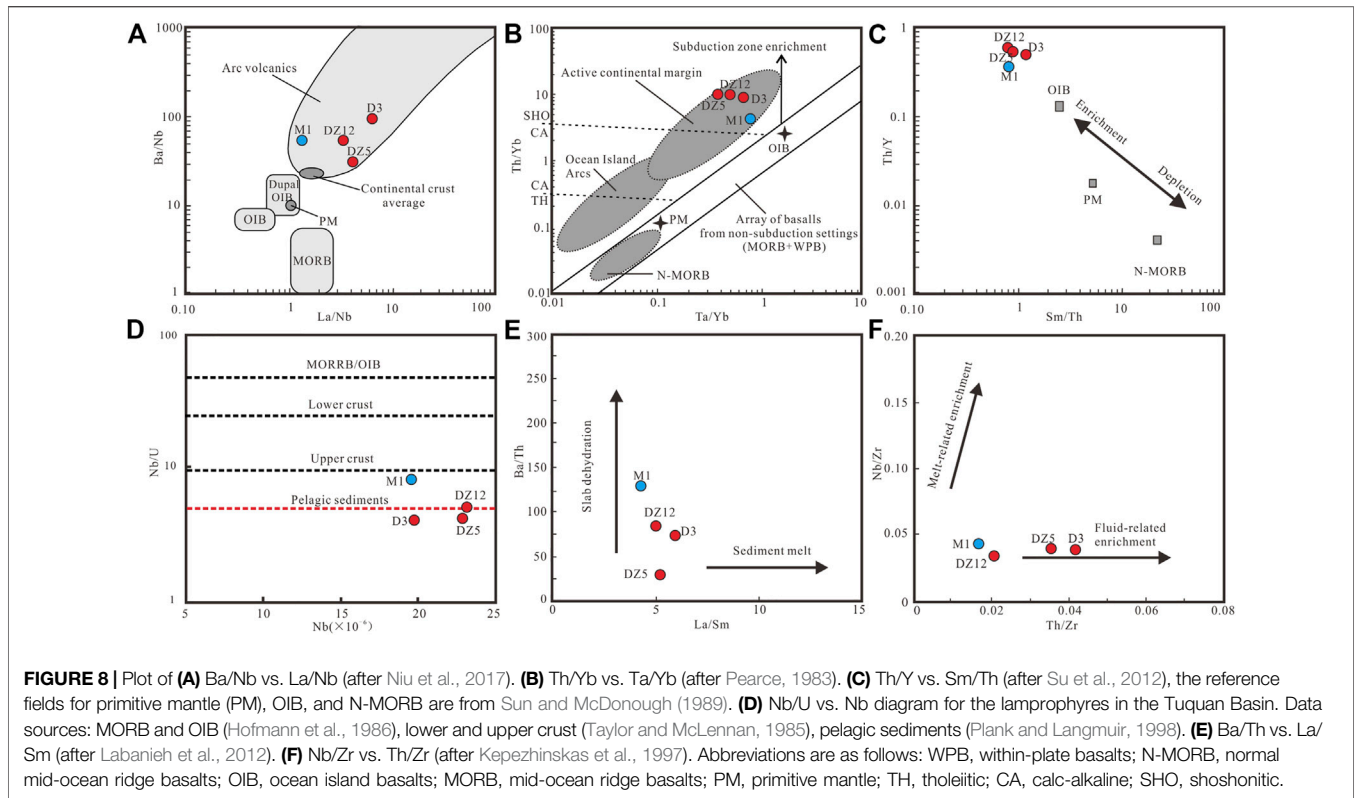 A
1000
100
10
1
Ba/Nb
Arc volcanics
D3
M1
DZ12
DZ5
Continental crust
average
Dupal
OIB
OIB
PM
MORB
0.10
1
10
100
La/Nb
B
100
10
1
0.1
0.01
Th/Yb
Subduction zone enrichment
Active continental margin
DZ12
DZ5
D3
M1
SHO
CA
OIB
Ocean Island
Arcs
CA
TH
PM
Array of basalls
from non-subduction settings
(MORB+WPB)
N-MORB
0.01
0.1
1
10
Ta/Yb
C
1
0.1
0.01
0.001
Th/Y
DZ12
D3
DZ5
M1
OIB
Enrichment
Depletion
PM
N-MORB
0.10
1
10
100
Sm/Th
D
100
10
1
Nb/U
MORRB/OIB
Lower crust
Upper crust
M1
Pelagic sediments
DZ12
D3
DZ5
5
10
15
20
25
Nb(×10⁻⁶)
E
300
250
200
150
100
50
0
Ba/Th
Slab dehydration
M1
DZ12
D3
DZ5
Sediment melt
0
5
10
15
La/Sm
F
0.20
0.15
0.10
0.05
0
Nb/Zr
Melt-related enrichment
M1
DZ12
DZ5
D3
Fluid-related
enrichment
0
0.02
0.04
0.06
0.08
Th/Zr
FIGURE 8 | Plot of (A) Ba/Nb vs. La/Nb (after Niu et al., 2017). (B) Th/Yb vs. Ta/Yb (after Pearce, 1983). (C) Th/Y vs. Sm/Th (after Su et al., 2012), the reference
fields for primitive mantle (PM), OIB, and N-MORB are from Sun and McDonough (1989). (D) Nb/U vs. Nb diagram for the lamprophyres in the Tuquan Basin. Data
sources: MORB and OIB (Hofmann et al., 1986), lower and upper crust (Taylor and McLennan, 1985), pelagic sediments (Plank and Langmuir, 1998). (E) Ba/Th vs. La/
Sm (after Labanieh et al., 2012). (F) Nb/Zr vs. Th/Zr (after Kepezhinskas et al., 1997). Abbreviations are as follows: WPB, within-plate basalts; N-MORB, normal
mid-ocean ridge basalts; OIB, ocean island basalts; MORB, mid-ocean ridge basalts; PM, primitive mantle; TH, tholeiitic; CA, calc-alkaline; SHO, shoshonitic.